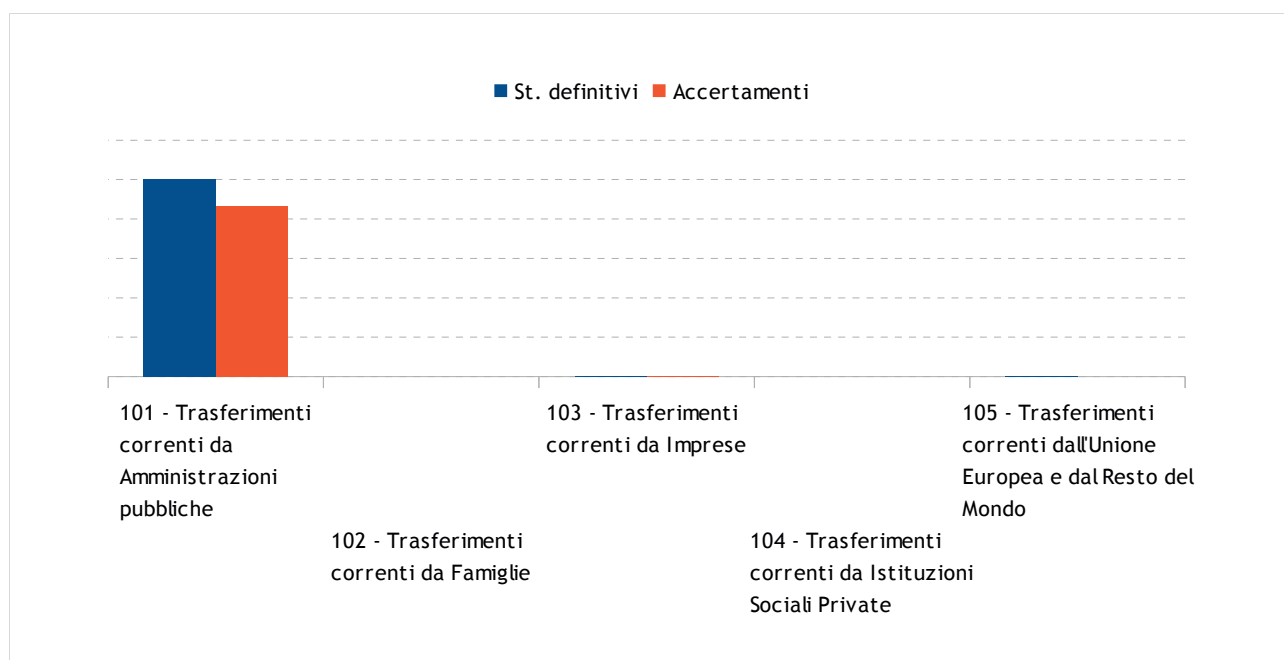 St. definitivi Accertamenti
101 - Trasferimenti
correnti da
Amministrazioni
pubbliche
102 - Trasferimenti
correnti da Famiglie
103 - Trasferimenti
correnti da Imprese
104 - Trasferimenti
correnti da Istituzioni
Sociali Private
105 - Trasferimenti
correnti dall'Unione
Europea e dal Resto del
Mondo